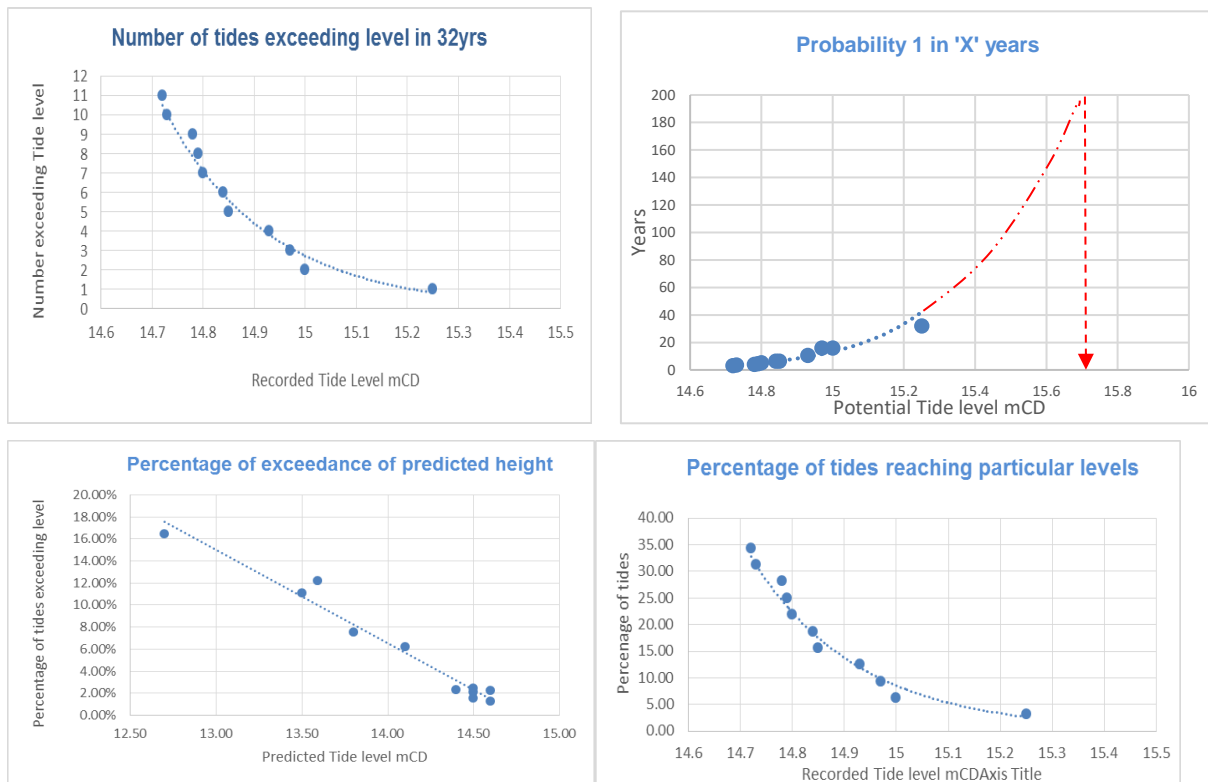 Number of tides exceeding level in 32yrs
Number exceeding Tide level
12
11
10
9
8
7
6
5
4
3
2
1
0
14.6 14.7 14.8 14.9 15 15.1 15.2 15.3 15.4 15.5
Recorded Tide Level mCD
Probability 1 in 'X' years
Years
200
180
160
140
120
100
80
60
40
20
0
14.6 14.8 15 15.2 15.4 15.6 15.8 16
Potential Tide level mCD
Percentage of exceedance of predicted height
Percentage of tides exceeding level
20.00%
18.00%
16.00%
14.00%
12.00%
10.00%
8.00%
6.00%
4.00%
2.00%
0.00%
12.50 13.00 13.50 14.00 14.50 15.00
Predicted Tide level mCD
Percentage of tides reaching particular levels
Percenage of tides
40.00
35.00
30.00
25.00
20.00
15.00
10.00
5.00
0.00
14.6 14.7 14.8 14.9 15 15.1 15.2 15.3 15.4 15.5
Recorded Tide level mCDAxis Title